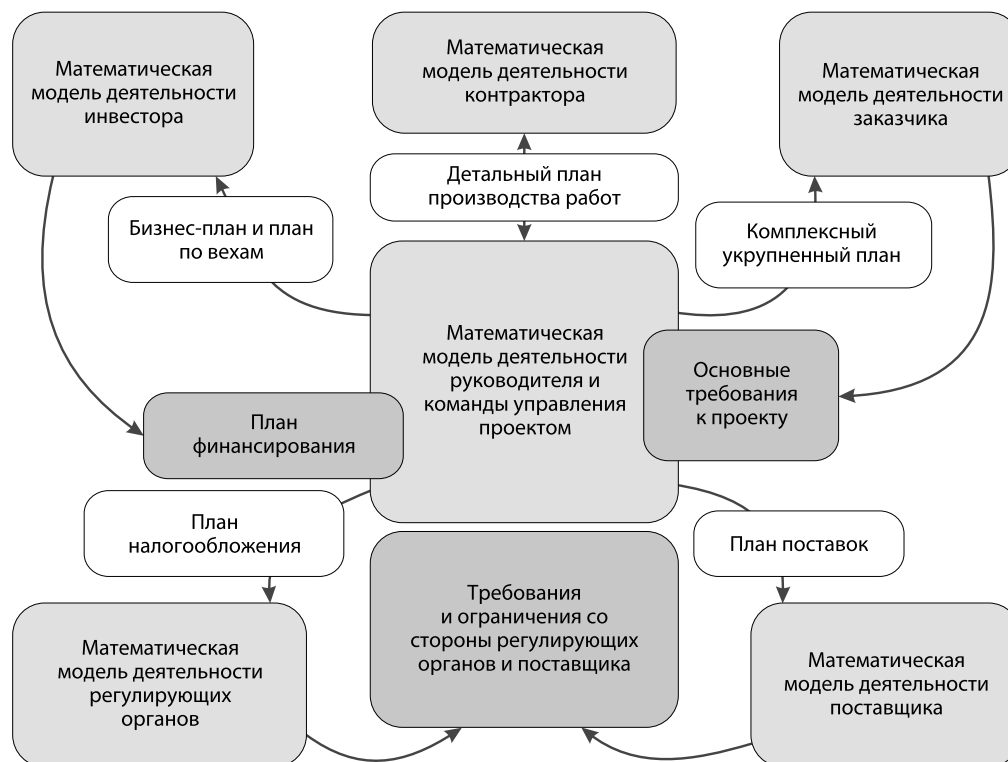 Математическая
модель деятельности
инвестора
Математическая
модель деятельности
контрактора
Математическая
модель деятельности
заказчика
Детальный план
производства работ
Бизнес-план и план
по вехам
Комплексный
укрупненный план
Математическая
модель деятельности
руководителя и
команды управления
проектом
Основные
требования
к проекту
План
финансирования
План
налогообложения
План поставок
Требования
и ограничения со
стороны регулирующих
органов и поставщика
Математическая
модель деятельности
регулирующих
органов
Математическая
модель деятельности
поставщика